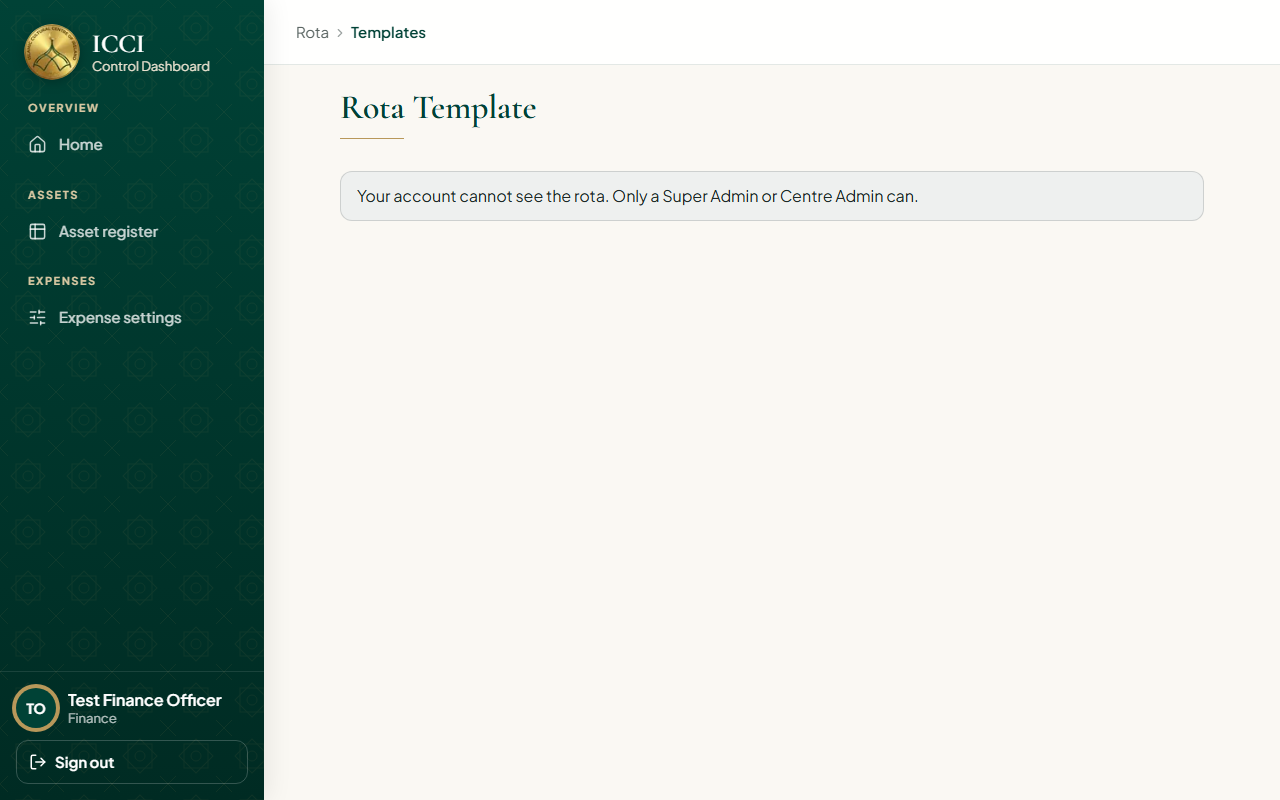 ICCI
Control Dashboard
OVERVIEW
Home
ASSETS
Asset register
EXPENSES
Expense settings
TO
Test Finance Officer
Finance
Sign out
Rota > Templates
Rota Template
Your account cannot see the rota. Only a Super Admin or Centre Admin can.